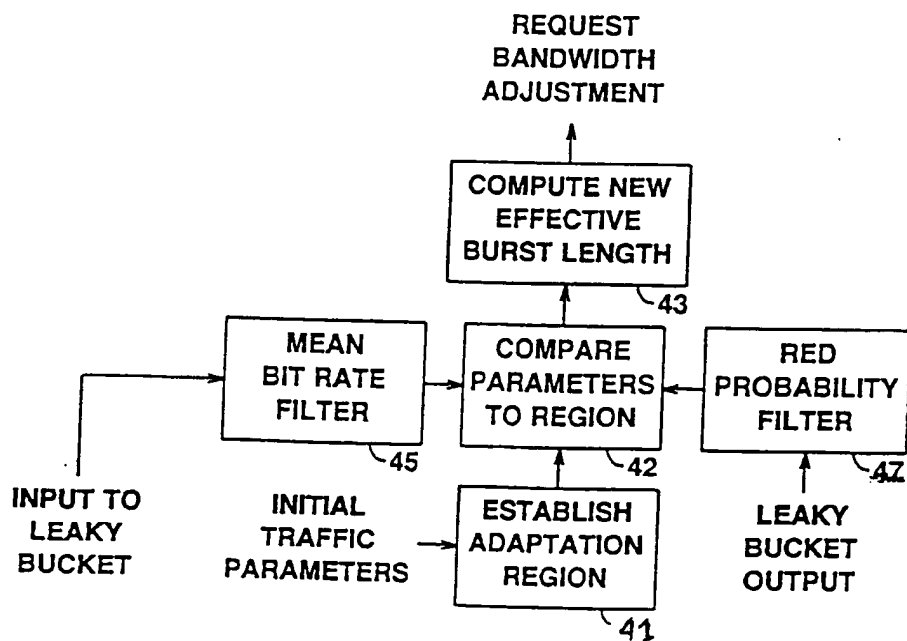 REQUEST
BANDWIDTH
ADJUSTMENT
COMPUTE NEW
EFFECTIVE
BURST LENGTH
43
MEAN
BIT RATE
FILTER
45
COMPARE
PARAMETERS
TO REGION
42
RED
PROBABILITY
FILTER
47
INPUT TO
LEAKY
BUCKET
INITIAL
TRAFFIC
PARAMETERS
ESTABLISH
ADAPTATION
REGION
41
LEAKY
BUCKET
OUTPUT